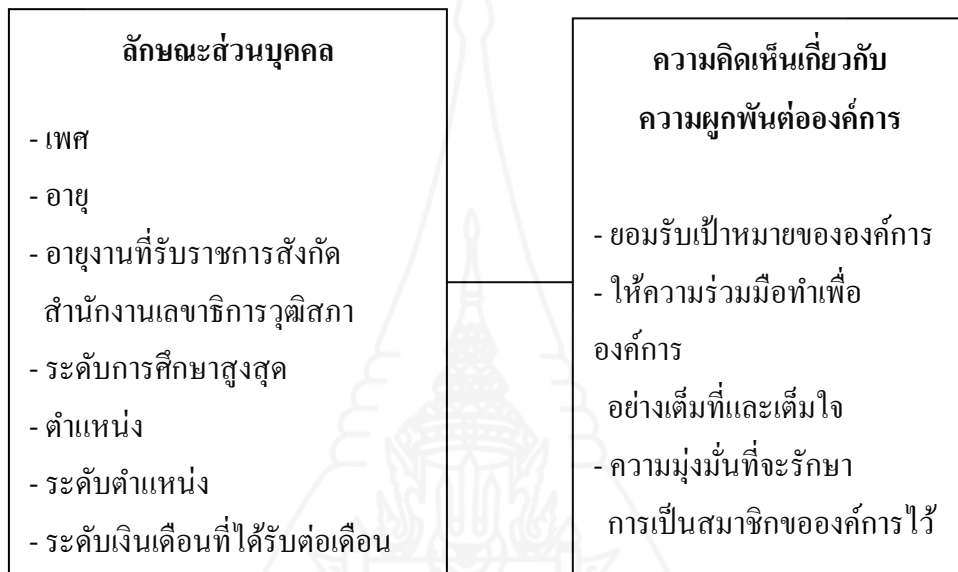 ลักษณะส่วนบุคคล
- เพศ
- อายุ
- อายุงานที่รับราชการสังกัด
สำนักงานเลขาธิการวุฒิสภา
- ระดับการศึกษาสูงสุด
- ตำแหน่ง
- ระดับตำแหน่ง
- ระดับเงินเดือนที่ได้รับต่อเดือน
ความคิดเห็นเกี่ยวกับ
ความผูกพันต่อองค์การ
- ยอมรับเป้าหมายขององค์การ
- ให้ความร่วมมือทำเพื่อ
องค์การ
อย่างเต็มที่และเต็มใจ
- ความมุ่งมั่นที่จะรักษา
การเป็นสมาชิกขององค์การไว้